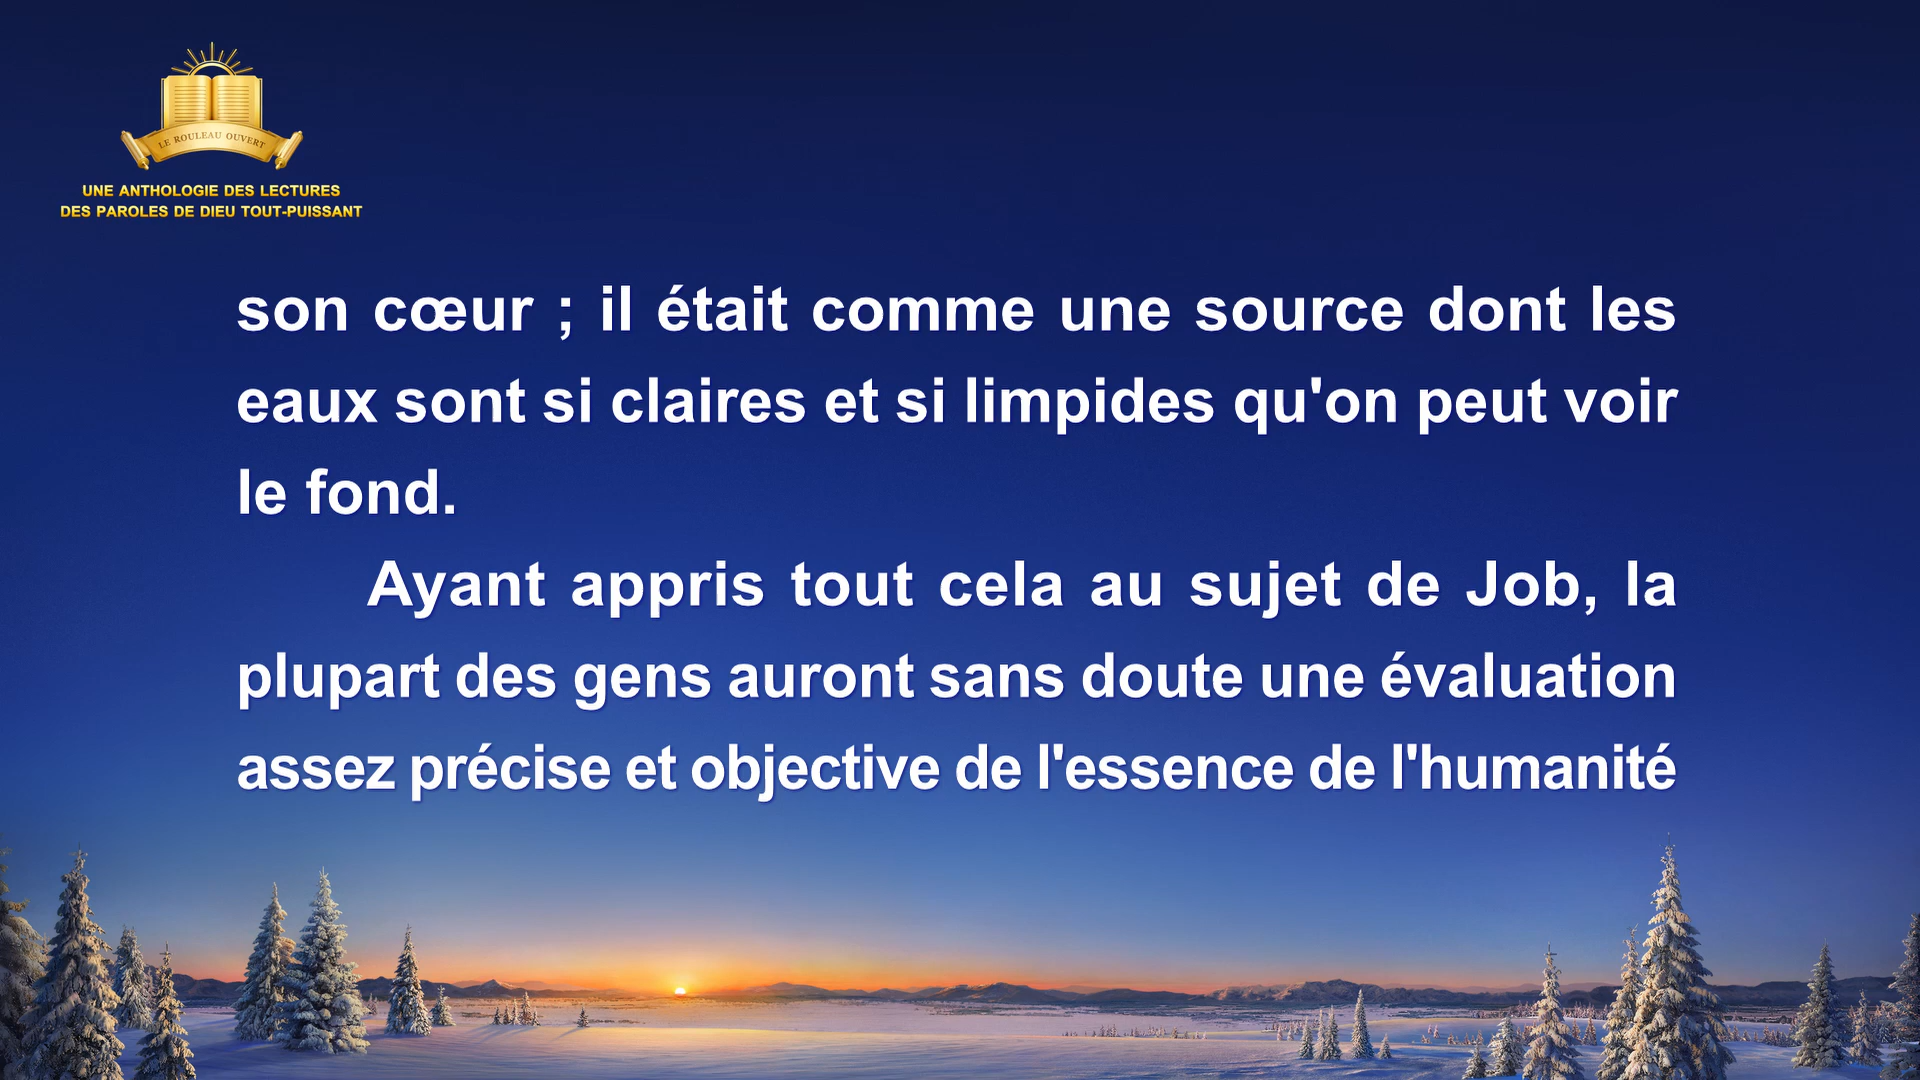 LE ROULEAU OUVERT
UNE ANTHOLOGIE DES LECTURES
DES PAROLES DE DIEU TOUT-PUISSANT
son cœur ; il était comme une source dont les
eaux sont si claires et si limpides qu'on peut voir
le fond.
Ayant appris tout cela au sujet de Job, la
plupart des gens auront sans doute une évaluation
assez précise et objective de l'essence de l'humanité